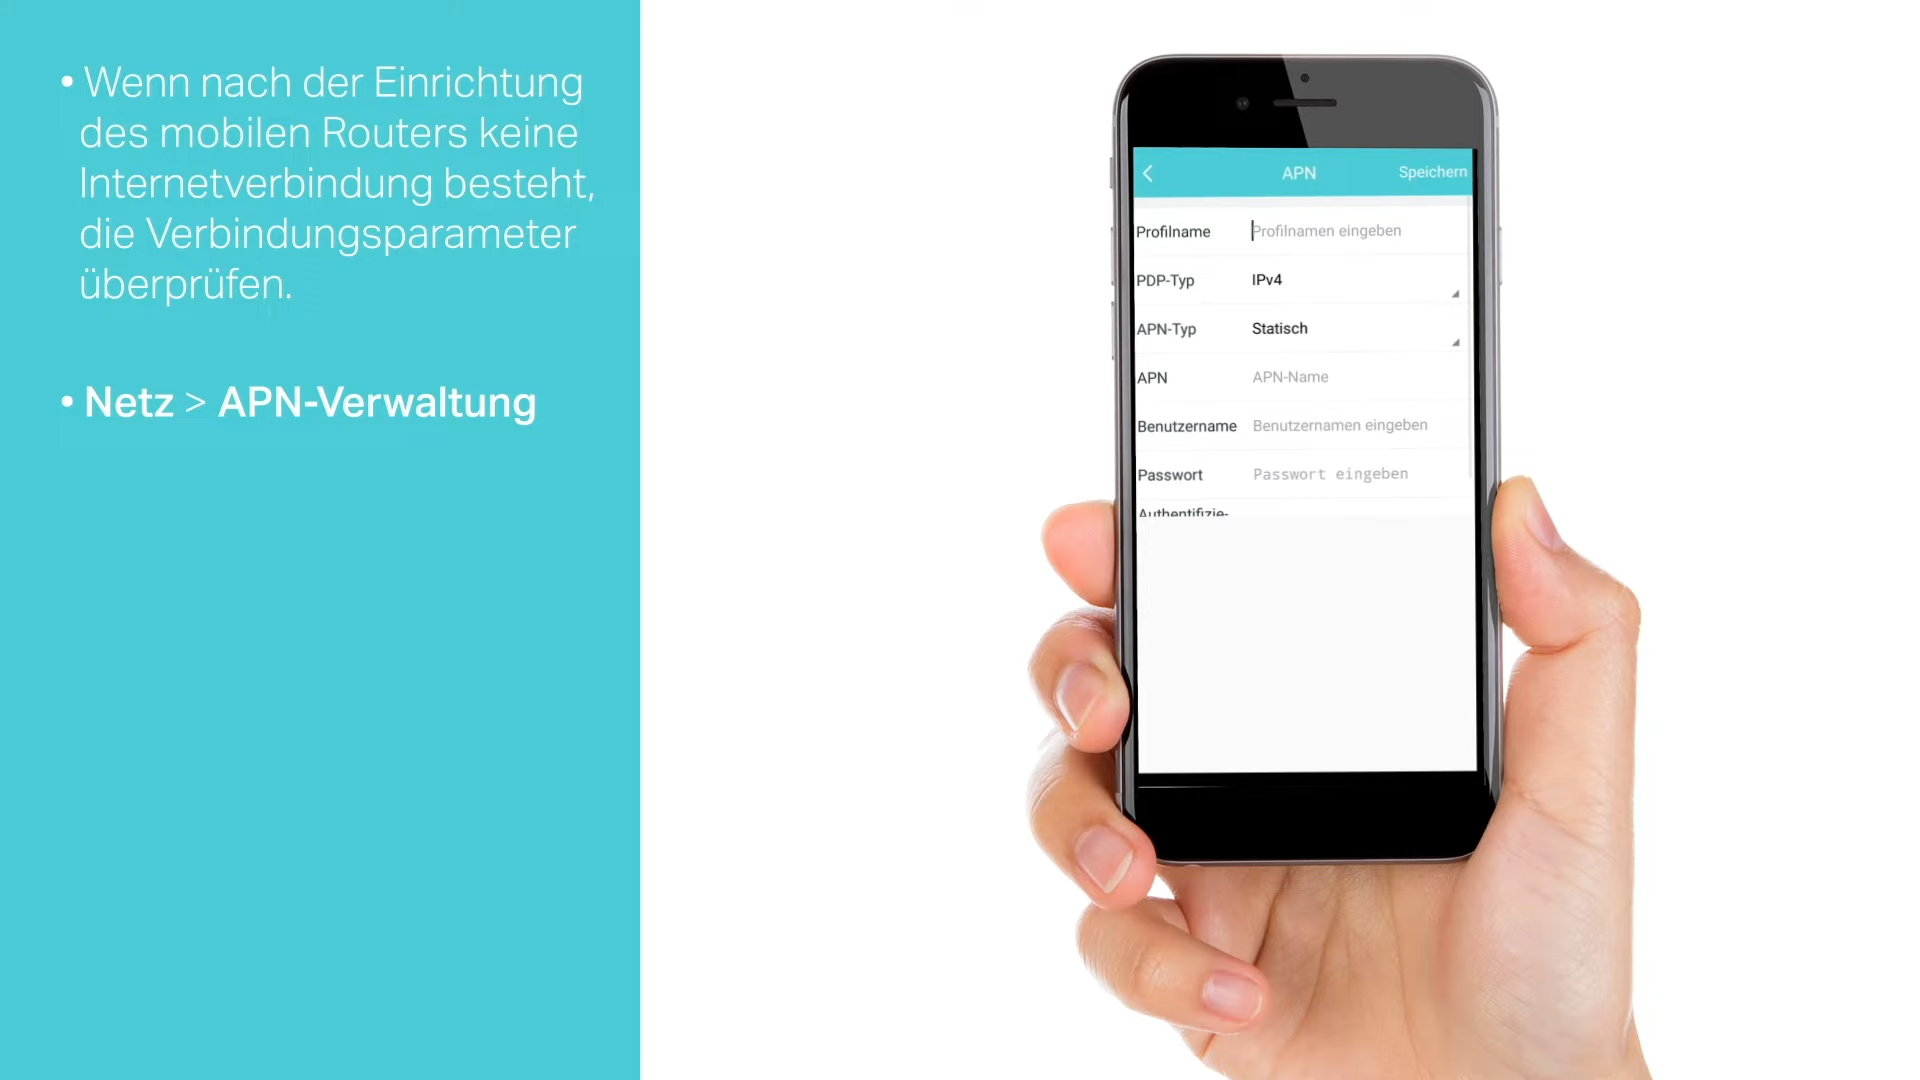 • Wenn nach der Einrichtung
des mobilen Routers keine
Internetverbindung besteht,
die Verbindungsparameter
überprüfen.
• Netz > APN-Verwaltung
APN Speichern
Profilname Profilnamen eingeben
PDP-Typ IPv4
APN-Typ Statisch
APN APN-Name
Benutzername Benutzernamen eingeben
Passwort Passwort eingeben
Authentifizie-